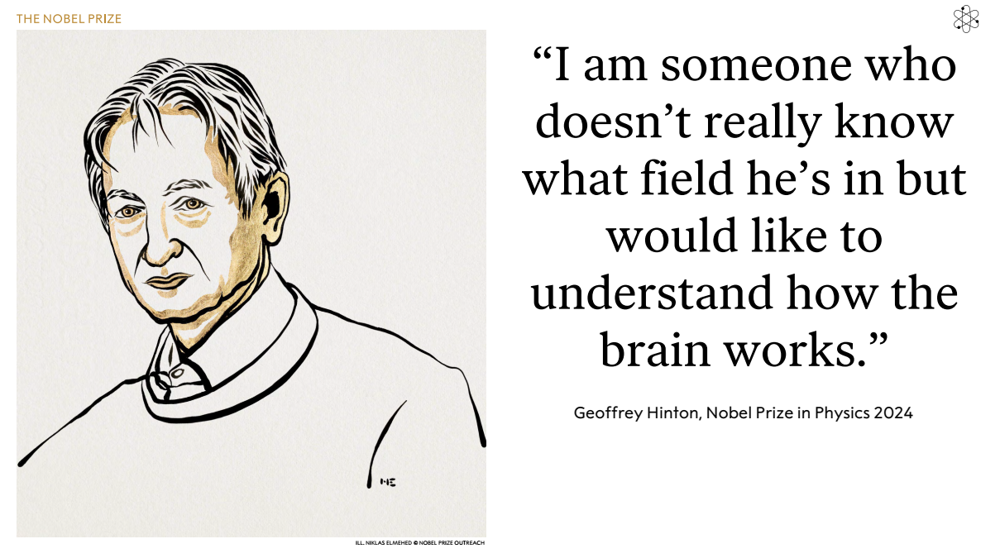 THE NOBEL PRIZE
“I am someone who
doesn’t really know
what field he’s in but
would like to
understand how the
brain works.”
Geoffrey Hinton, Nobel Prize in Physics 2024
ILL. NIKLAS ELMEHED © NOBEL PRIZE OUTREACH